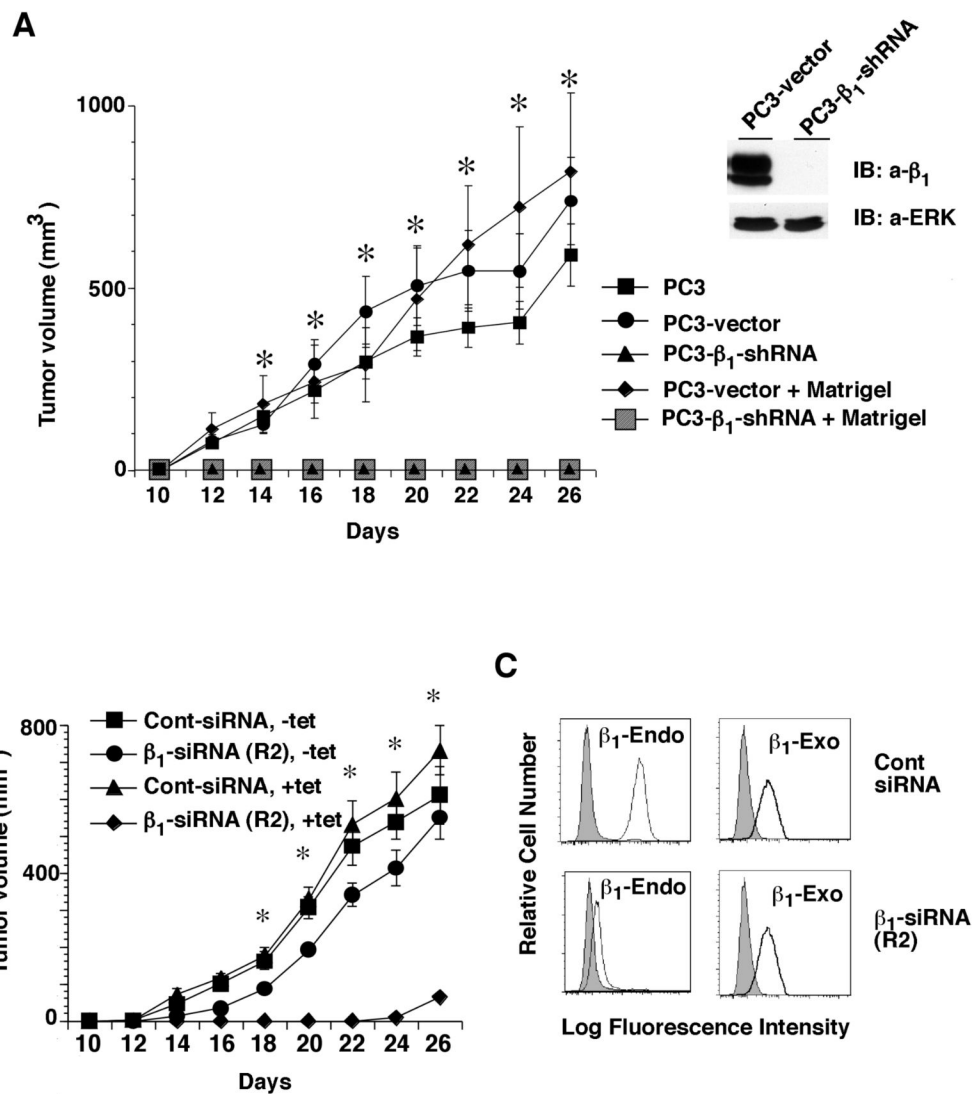 A
PC3-vector
PC3-β1-shRNA
IB: a-β1
IB: a-ERK
Tumor volume (mm3)
1000
500
0
10 12 14 16 18 20 22 24 26
Days
* * * * * * *
PC3
PC3-vector
PC3-β1-shRNA
PC3-vector + Matrigel
PC3-β1-shRNA + Matrigel
800
400
0
10 12 14 16 18 20 22 24 26
Days
Cont-siRNA, -tet
β1-siRNA (R2), -tet
Cont-siRNA, +tet
β1-siRNA (R2), +tet
* * * * *
C
Relative Cell Number
β1-Endo
β1-Exo
Cont
siRNA
β1-Endo
β1-Exo
β1-siRNA
(R2)
Log Fluorescence Intensity